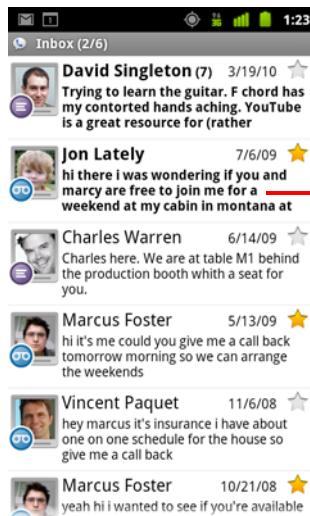 1:23
Inbox (2/6)
David Singleton (7) 3/19/10
Trying to learn the guitar. F chord has
my contorted hands aching. YouTube
is a great resource for (rather
Jon Lately 7/6/09
hi there i was wondering if you and
marcy are free to join me for a
weekend at my cabin in montana at
Charles Warren 6/14/09
Charles here. We are at table M1 behind
the production booth whith a seat for
you.
Marcus Foster 5/13/09
hi it's me could you give me a call back
tomorrow morning so we can arrange
the weekends
Vincent Paquet 11/6/08
hey marcus it's insurance i have about
one on one schedule for the house so
give me a call back
Marcus Foster 10/21/08
yeah hi i wanted to see if you're available